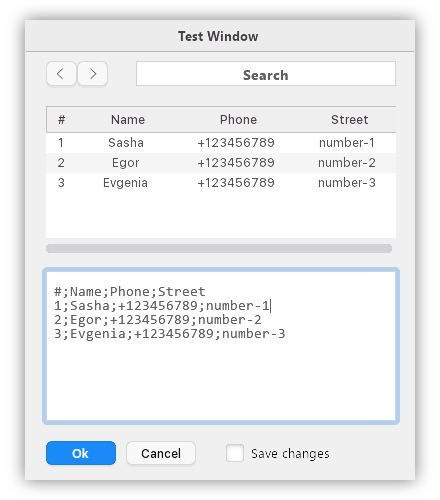 Test Window
Search
# Name Phone Street
1 Sasha +123456789 number-1
2 Egor +123456789 number-2
3 Evgenia +123456789 number-3
#;Name;Phone;Street
1;Sasha;+123456789;number-1
2;Egor;+123456789;number-2
3;Evgenia;+123456789;number-3
Ok Cancel Save changes